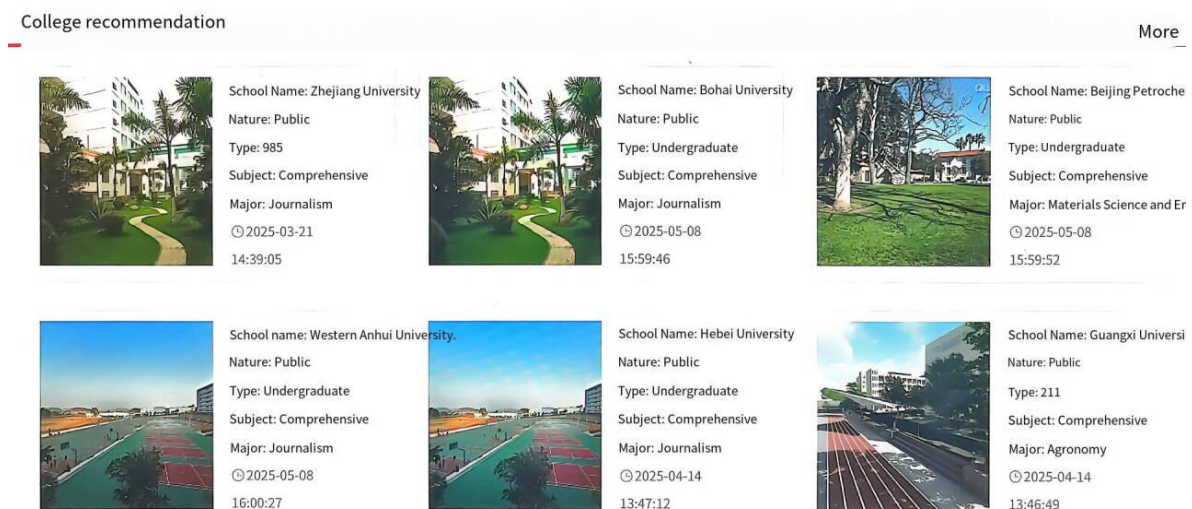 College recommendation
More
School Name: Zhejiang University
Nature: Public
Type: 985
Subject: Comprehensive
Major: Journalism
2025-03-21
14:39:05
School Name: Bohai University
Nature: Public
Type: Undergraduate
Subject: Comprehensive
Major: Journalism
2025-05-08
15:59:46
School Name: Beijing Petroche
Nature: Public
Type: Undergraduate
Subject: Comprehensive
Major: Materials Science and En
2025-05-08
15:59:52
School name: Western Anhui University.
Nature: Public
Type: Undergraduate
Subject: Comprehensive
Major: Journalism
2025-05-08
16:00:27
School Name: Hebei University
Nature: Public
Type: Undergraduate
Subject: Comprehensive
Major: Journalism
2025-04-14
13:47:12
School Name: Guangxi Universi
Nature: Public
Type: 211
Subject: Comprehensive
Major: Agronomy
2025-04-14
13:46:49